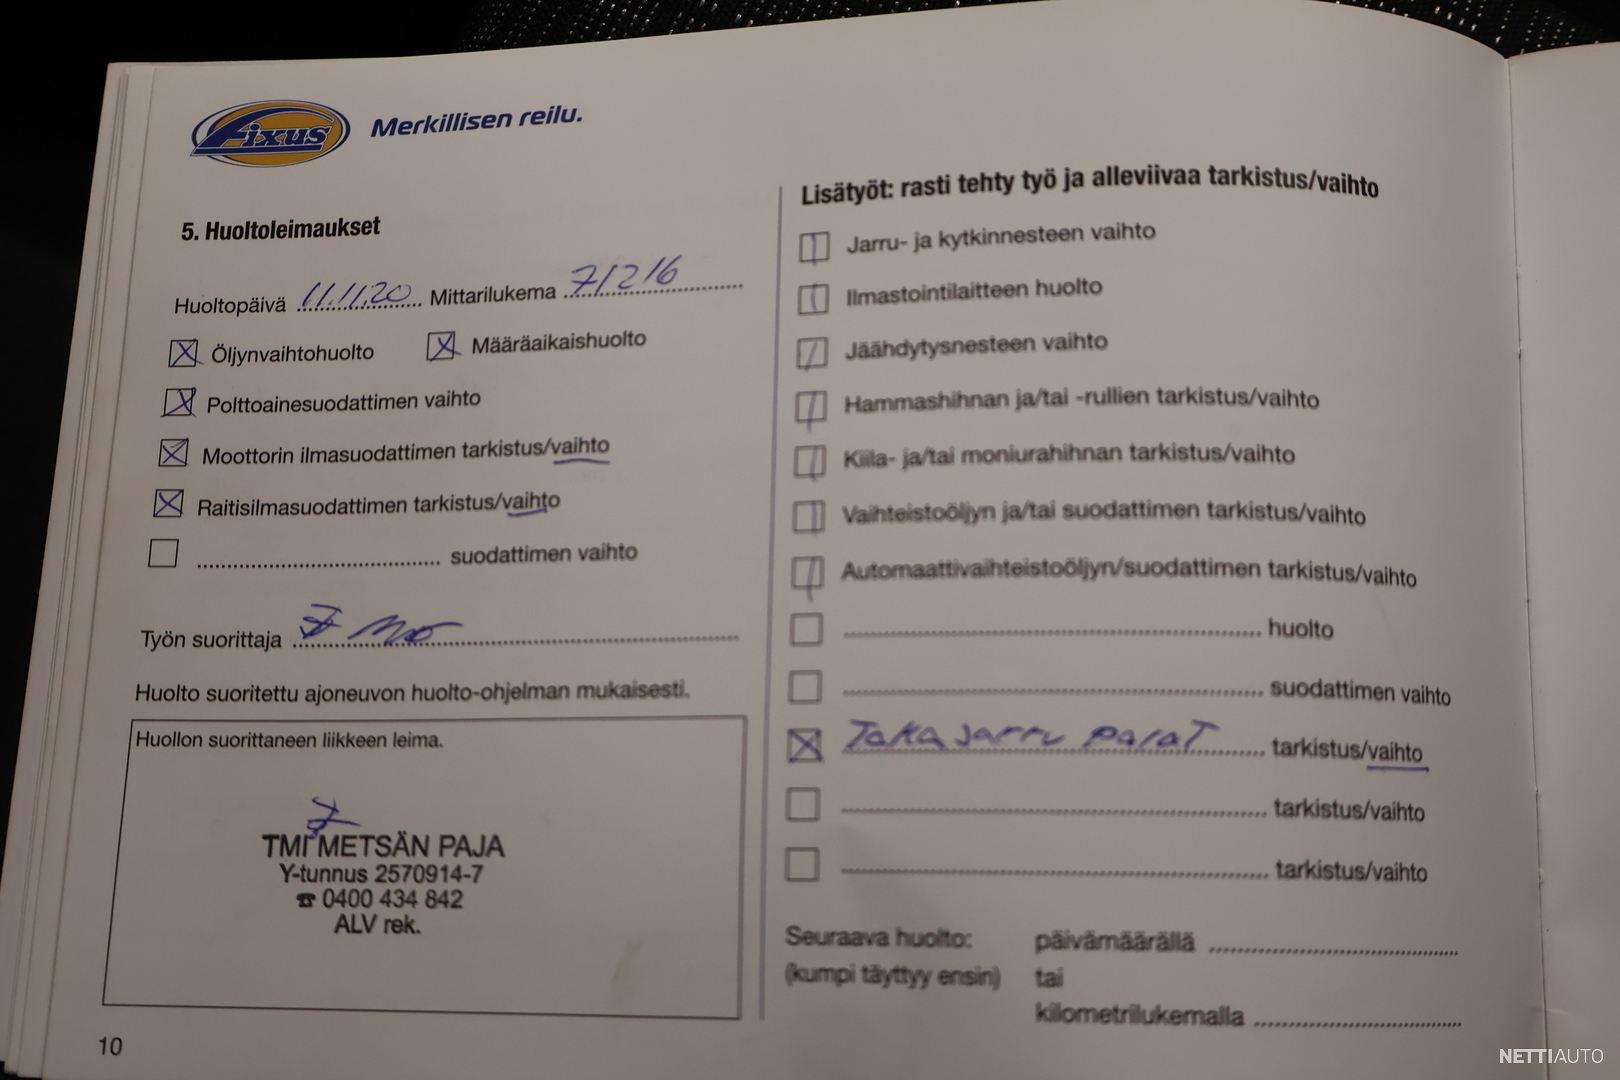 Fixus Merkillisen reilu.
5. Huoltoleimaukset
Huoltopäivä 11.11.20 Mittarilukema 71216
Öljynvaihtohuolto Määräaikaishuolto
Polttoainesuodattimen vaihto
Moottorin ilmasuodattimen tarkistus/vaihto
Raitisilmasuodattimen tarkistus/vaihto
suodattimen vaihto
Työn suorittaja
Huolto suoritettu ajoneuvon huolto-ohjelman mukaisesti.
Huollon suorittaneen liikkeen leima.
TMI METSÄN PAJA
Y-tunnus 2570914-7
☎ 0400 434 842
ALV rek.
10
Lisätyöt: rasti tehty työ ja alleviivaa tarkistus/vaihto
Jarru- ja kytkinnesteen vaihto
Ilmastointilaitteen huolto
Jäähdytysnesteen vaihto
Hammashihnan ja/tai -rullien tarkistus/vaihto
Kiila- ja/tai moniurahihnan tarkistus/vaihto
Vaihteistoöljyn ja/tai suodattimen tarkistus/vaihto
Automaattivaihteistoöljyn/suodattimen tarkistus/vaihto
huolto
suodattimen vaihto
Taka jarru palat tarkistus/vaihto
tarkistus/vaihto
tarkistus/vaihto
Seuraava huolto: päivämäärällä
(kumpi täyttyy ensin) tai
kilometrilukemalla
NETTIAUTO